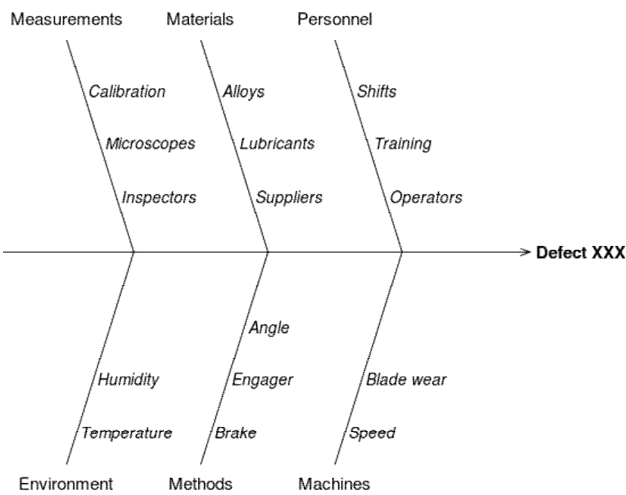 Measurements
Materials
Personnel
Calibration
Alloys
Shifts
Microscopes
Lubricants
Training
Inspectors
Suppliers
Operators
Defect XXX
Angle
Humidity
Engager
Blade wear
Temperature
Brake
Speed
Environment
Methods
Machines